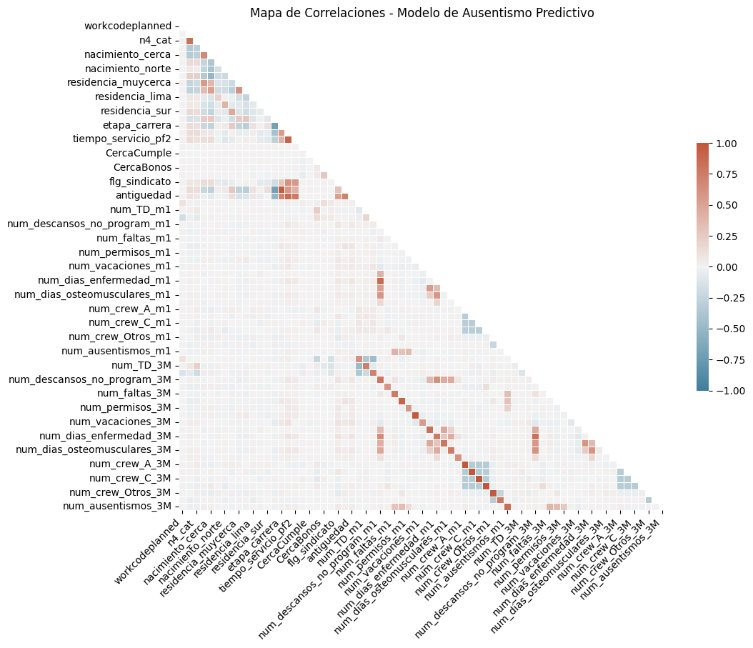 Mapa de Correlaciones - Modelo de Ausentismo Predictivo
workcodeplanned
n4_cat
nacimiento_cerca
nacimiento_norte
residencia_muycerca
residencia_lima
residencia_sur
etapa_carrera
tiempo_servicio_pf2
CercaCumple
CercaBonos
flg_sindicato
antiguedad
num_TD_m1
num_descansos_no_program_m1
num_faltas_m1
num_permisos_m1
num_vacaciones_m1
num_dias_enfermedad_m1
num_dias_osteomusculares_m1
num_crew_A_m1
num_crew_C_m1
num_crew_Otros_m1
num_ausentismos_m1
num_TD_3M
num_descansos_no_program_3M
num_faltas_3M
num_permisos_3M
num_vacaciones_3M
num_dias_enfermedad_3M
num_dias_osteomusculares_3M
num_crew_A_3M
num_crew_C_3M
num_crew_Otros_3M
num_ausentismos_3M
workcodeplanned
n4_cat
nacimiento_cerca
nacimiento_norte
residencia_muycerca
residencia_lima
residencia_sur
etapa_carrera
tiempo_servicio_pf2
CercaCumple
CercaBonos
flg_sindicato
antiguedad
num_TD_m1
num_descansos_no_program_m1
num_faltas_m1
num_permisos_m1
num_vacaciones_m1
num_dias_enfermedad_m1
num_dias_osteomusculares_m1
num_crew_A_m1
num_crew_C_m1
num_crew_Otros_m1
num_ausentismos_m1
num_TD_3M
num_descansos_no_program_3M
num_faltas_3M
num_permisos_3M
num_vacaciones_3M
num_dias_enfermedad_3M
num_dias_osteomusculares_3M
num_crew_A_3M
num_crew_C_3M
num_crew_Otros_3M
num_ausentismos_3M
1.00
0.75
0.50
0.25
0.00
−0.25
−0.50
−0.75
−1.00